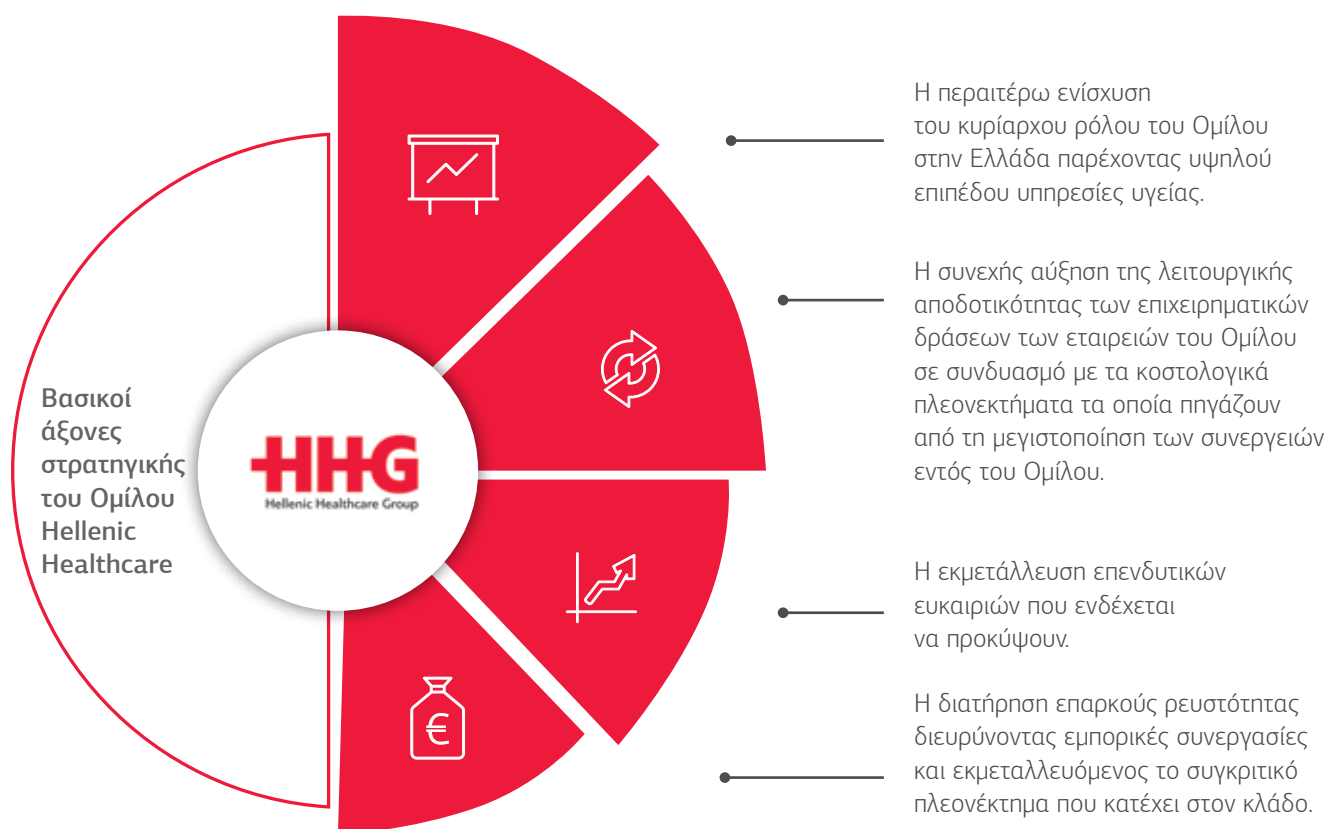 Βασικοί
άξονες
στρατηγικής
του Ομίλου
Hellenic
Healthcare
HHG
Hellenic Healthcare Group
€
Η περαιτέρω ενίσχυση
του κυρίαρχου ρόλου του Ομίλου
στην Ελλάδα παρέχοντας υψηλού
επιπέδου υπηρεσίες υγείας.
Η συνεχής αύξηση της λειτουργικής
αποδοτικότητας των επιχειρηματικών
δράσεων των εταιρειών του Ομίλου
σε συνδυασμό με τα κοστολογικά
πλεονεκτήματα τα οποία πηγάζουν
από τη μεγιστοποίηση των συνεργειών
εντός του Ομίλου.
Η εκμετάλλευση επενδυτικών
ευκαιριών που ενδέχεται
να προκύψουν.
Η διατήρηση επαρκούς ρευστότητας
διευρύνοντας εμπορικές συνεργασίες
και εκμεταλλευόμενος το συγκριτικό
πλεονέκτημα που κατέχει στον κλάδο.